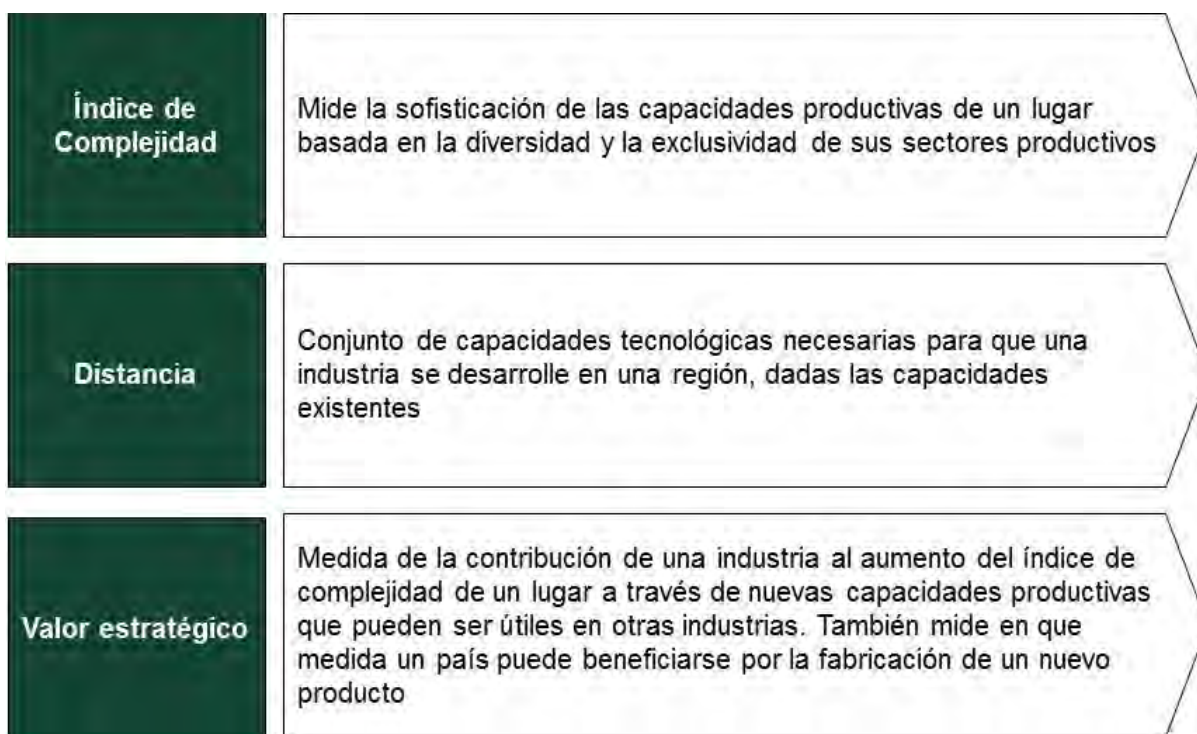 Índice de
Complejidad
Mide la sofisticación de las capacidades productivas de un lugar
basada en la diversidad y la exclusividad de sus sectores productivos
Distancia
Conjunto de capacidades tecnológicas necesarias para que una
industria se desarrolle en una región, dadas las capacidades
existentes
Valor estratégico
Medida de la contribución de una industria al aumento del índice de
complejidad de un lugar a través de nuevas capacidades productivas
que pueden ser útiles en otras industrias. También mide en que
medida un país puede beneficiarse por la fabricación de un nuevo
producto